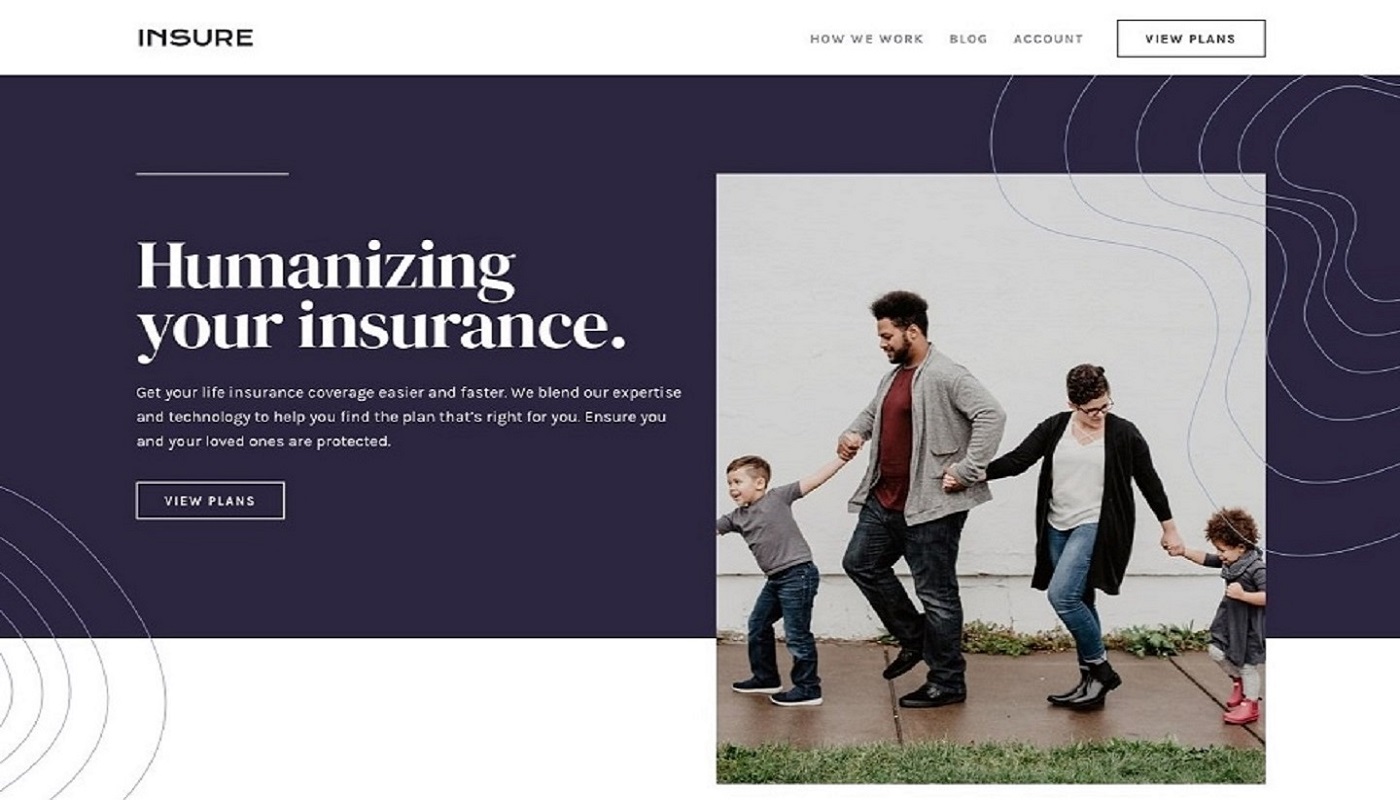 INSURE
HOW WE WORK
BLOG
ACCOUNT
VIEW PLANS
Humanizing
your insurance.
Get your life insurance coverage easier and faster. We blend our expertise
and technology to help you find the plan that's right for you. Ensure you
and your loved ones are protected.
VIEW PLANS